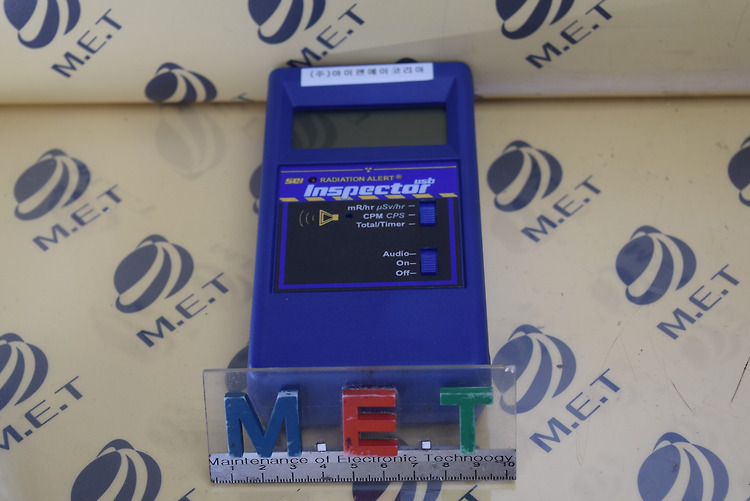 (주)아이엔에이코리아
sei RADIATION ALERT®
Inspector usb
mR/hr µSv/hr
CPM CPS
Total/Timer
Audio
On
Off
M.E.T
Maintenance of Electronic Technology
1 2 3 4 5 6 7 8 9 10
M.E.T
M.E.T
M.E.T
M.E.T
M.E.T
M.E.T
M.E.T
M.E.T
M.E.T